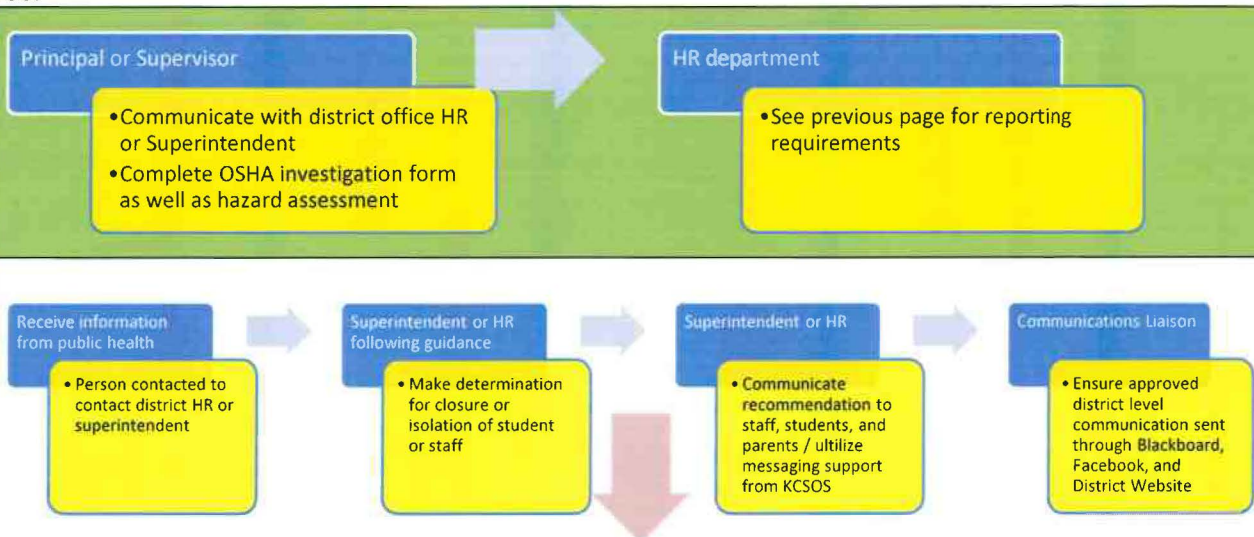 Principal or Supervisor
•Communicate with district office HR
or Superintendent
•Complete OSHA investigation form
as well as hazard assessment
HR department
•See previous page for reporting
requirements
Receive information
from public health
• Person contacted to
contact district HR or
superintendent
Superintendent or HR
following guidance
• Make determination
for closure or
isolation of student
or staff
Superintendent or HR
• Communicate
recommendation to
staff, students, and
parents / ultilize
messaging support
from KCSOS
Communications Liaison
• Ensure approved
district level
communication sent
through Blackboard,
Facebook, and
District Website